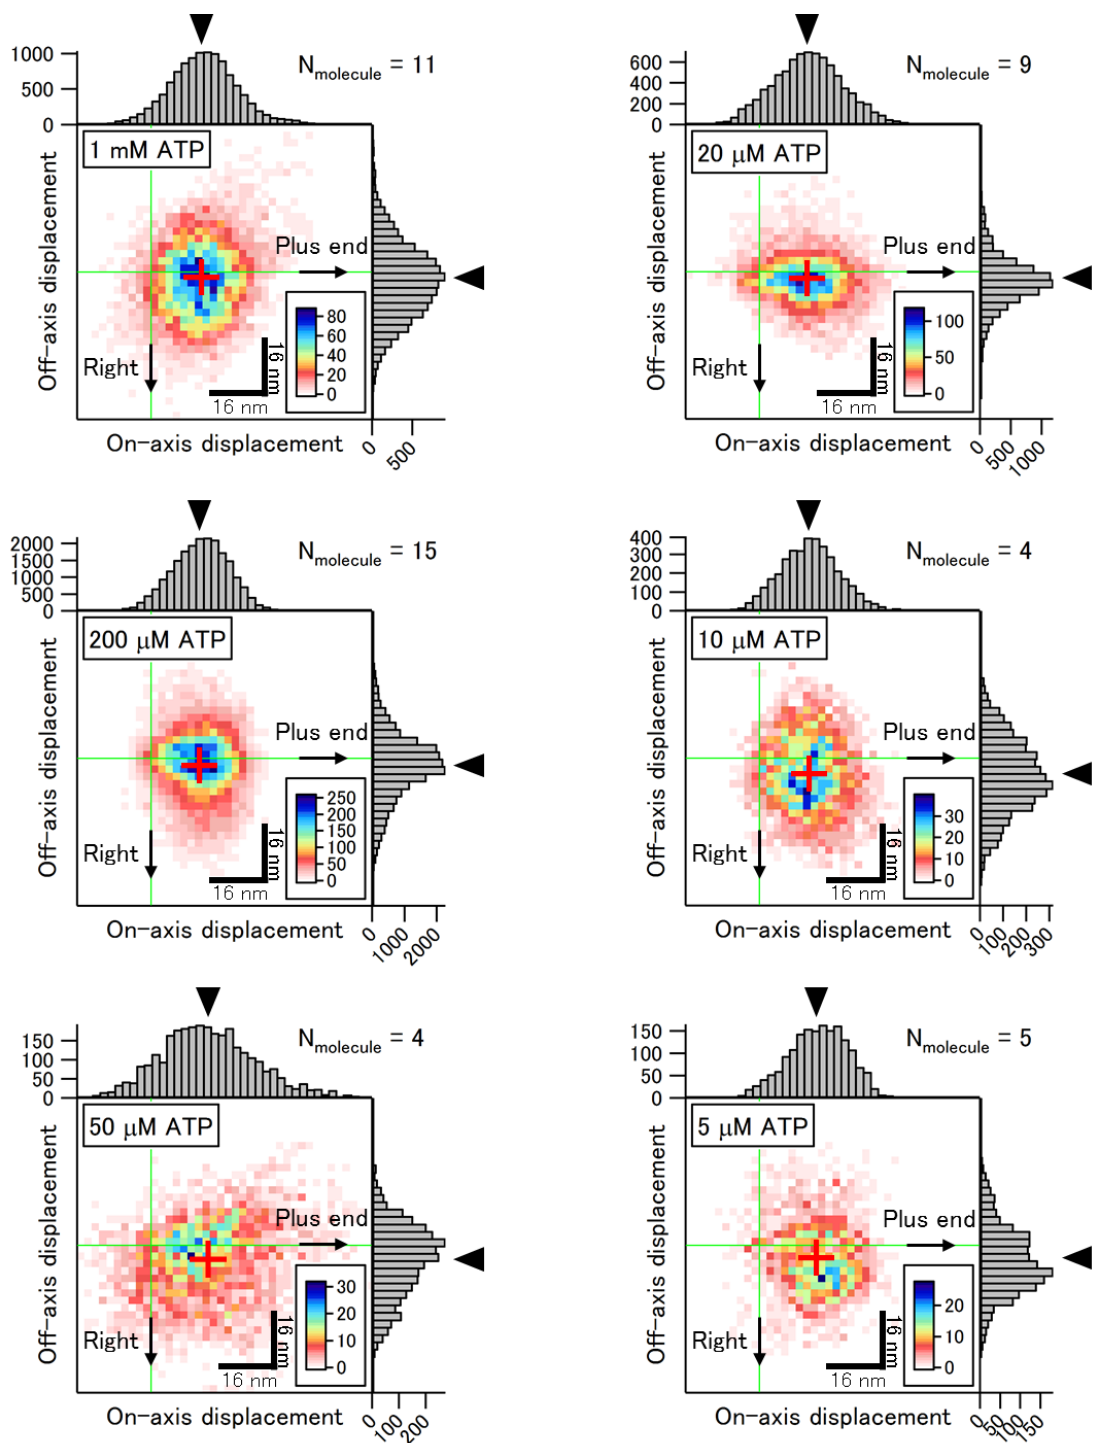 1000
500
0
N molecule = 11
1 mM ATP
Off-axis displacement
Plus end
80
60
40
20
0
Right
16 nm
16 nm
On-axis displacement
0
500
600
400
200
0
N molecule = 9
20 μM ATP
Off-axis displacement
Plus end
100
50
0
Right
16 nm
16 nm
On-axis displacement
0
500
1000
2000
1500
1000
500
0
N molecule = 15
200 μM ATP
Off-axis displacement
Plus end
250
200
150
100
50
0
Right
16 nm
16 nm
On-axis displacement
0
1000
2000
400
300
200
100
0
N molecule = 4
10 μM ATP
Off-axis displacement
Plus end
30
20
10
0
Right
16 nm
16 nm
On-axis displacement
0
100
200
300
150
100
50
0
N molecule = 4
50 μM ATP
Off-axis displacement
Plus end
30
20
10
0
Right
16 nm
16 nm
On-axis displacement
0
100
200
150
100
50
0
N molecule = 5
5 μM ATP
Off-axis displacement
Plus end
20
10
0
Right
16 nm
16 nm
On-axis displacement
0
50
100
150